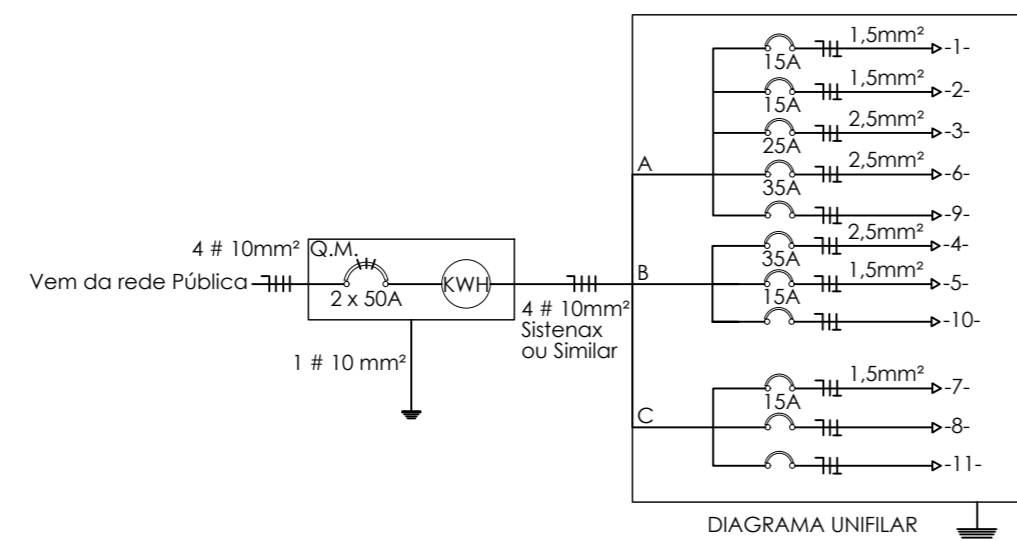 Vem da rede Pública
4 # 10mm²
Q.M.
2 x 50A
KWH
1 # 10 mm²
4 # 10mm²
Sistenax
ou Similar
A
1,5mm²
15A
-1-
1,5mm²
15A
-2-
2,5mm²
25A
-3-
2,5mm²
35A
-6-
-9-
B
2,5mm²
35A
-4-
1,5mm²
15A
-5-
-10-
C
1,5mm²
15A
-7-
-8-
-11-
DIAGRAMA UNIFILAR